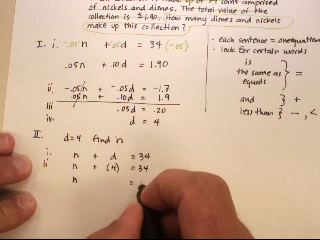 of nickels and dimes. The total value of the
collection is $1.90. How many dimes and nickels
make up this collection?
I. i. (-.05)n + .05d = 34(-.05)
.05n + .10d = 1.90
ii. -.05n + -.05d = -1.7
.05n + .10d = 1.9
iii. .05d = .20
iv. d = 4
II. d=4 find n
i. n + d = 34
ii n + (4) = 34
n =
• each sentence = one equation
• look for certain words
is
the same as } =
equals
and } +
less than } -, <